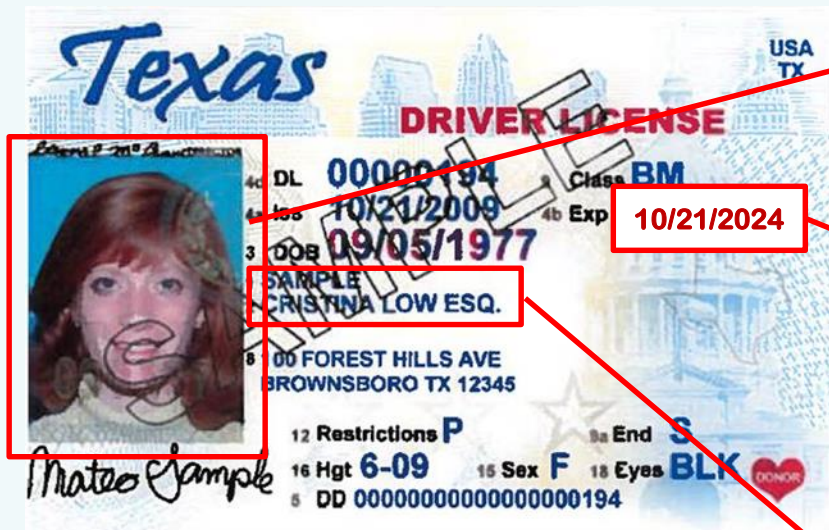 Texas
USA
TX
DRIVER LICENSE
4d DL 00000194 9 Class BM
4a Iss 10/21/2009 4b Exp 10/21/2024
3 DOB 09/05/1977
SAMPLE
CRISTINA LOW ESQ.
8 100 FOREST HILLS AVE
BROWNSBORO TX 12345
12 Restrictions P 9a End S
16 Hgt 6-09 15 Sex F 18 Eyes BLK
DONOR
5 DD 00000000000000000194
Mateo Sample
SAMPLE